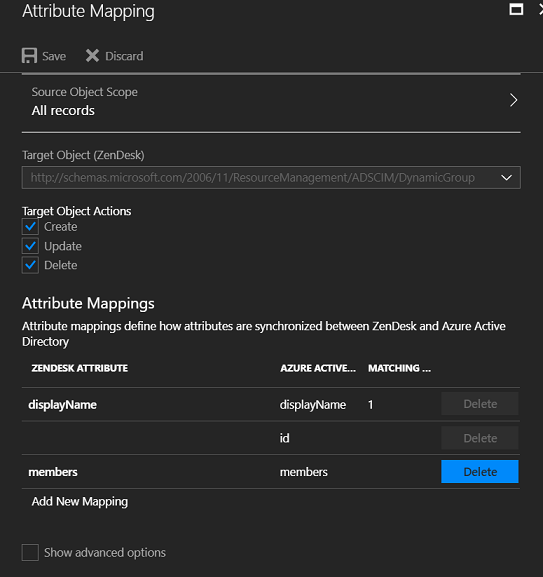 Attribute Mapping
Save Discard
Source Object Scope
All records
Target Object (ZenDesk)
http://schemas.microsoft.com/2006/11/ResourceManagement/ADSCIM/DynamicGroup
Target Object Actions
Create
Update
Delete
Attribute Mappings
Attribute mappings define how attributes are synchronized between ZenDesk and Azure Active
Directory
ZENDESK ATTRIBUTE AZURE ACTIVE... MATCHING ...
displayName displayName 1 Delete
id Delete
members members Delete
Add New Mapping
Show advanced options